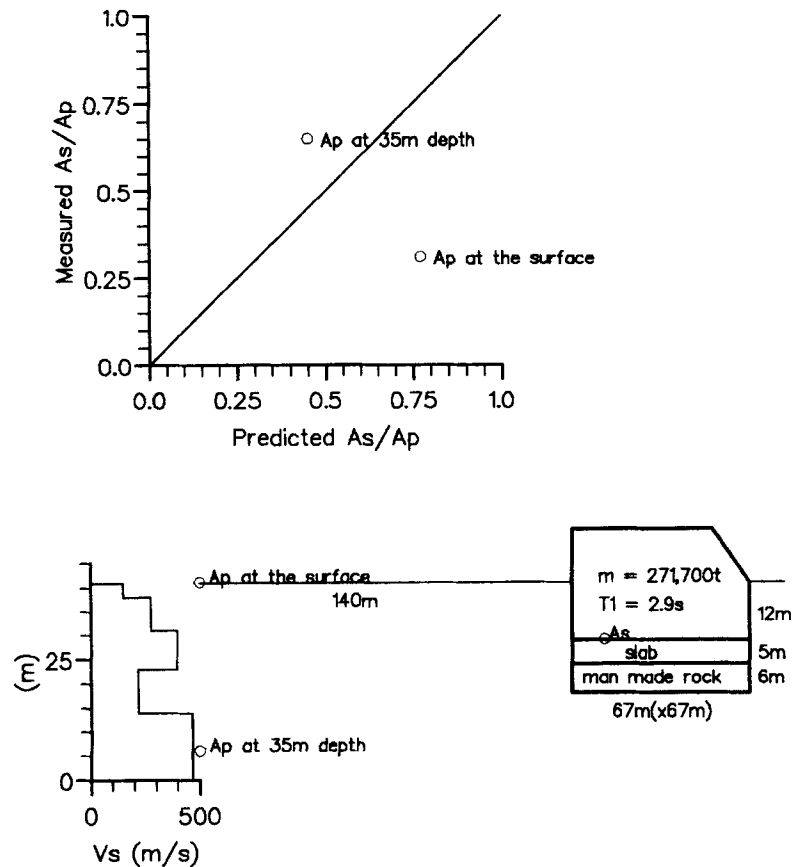 1.0
0.75
0.5
0.25
0.0
Measured As/Ap
Ap at 35m depth
Ap at the surface
0.0 0.25 0.5 0.75 1.0
Predicted As/Ap
Ap at the surface
140m
m = 271,700t
T1 = 2.9s
As
slab
man made rock
12m
5m
6m
67m(x67m)
25
(m)
0
Ap at 35m depth
0 500
Vs (m/s)